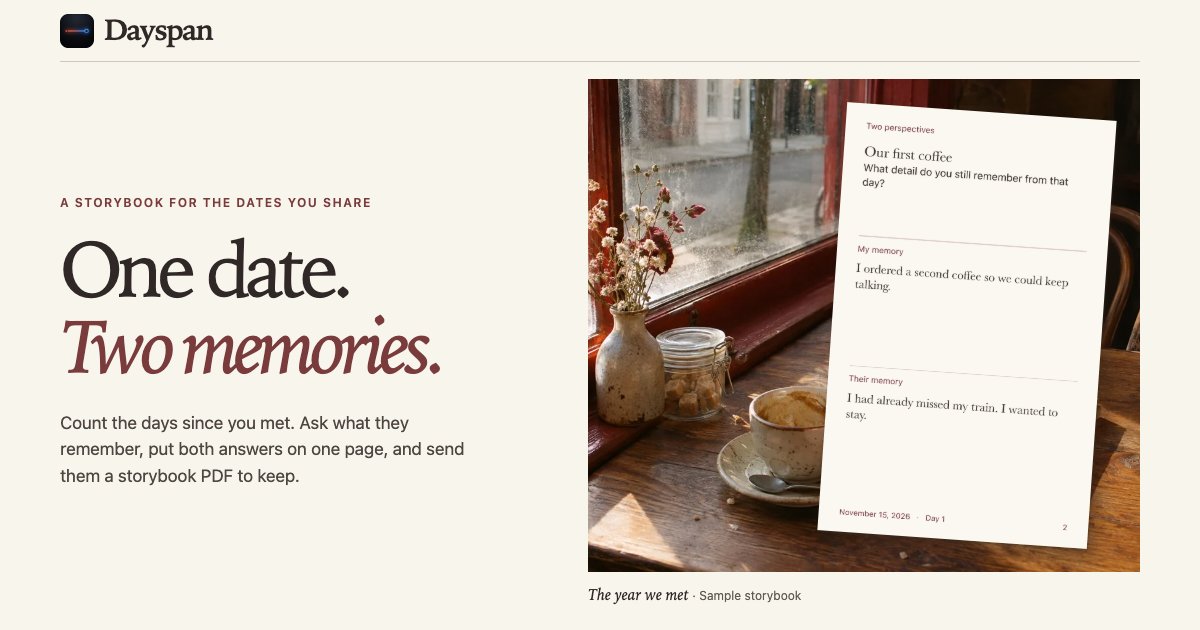 Dayspan
A STORYBOOK FOR THE DATES YOU SHARE
One date.
Two memories.
Count the days since you met. Ask what they
remember, put both answers on one page, and send
them a storybook PDF to keep.
Two perspectives
Our first coffee
What detail do you still remember from that
day?
My memory
I ordered a second coffee so we could keep
talking.
Their memory
I had already missed my train. I wanted to
stay.
November 15, 2026 · Day 1
2
The year we met · Sample storybook